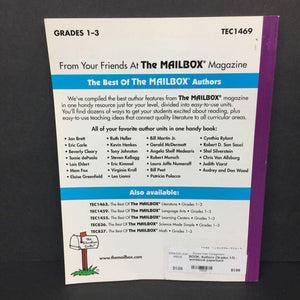 GRADES 1–3 TEC1469
From Your Friends At The MAILBOX® Magazine
The Best Of The MAILBOX® Authors
We've compiled the best author features from The MAILBOX® magazine
in one handy resource just for your level, divided into easy-to-use units.
You'll find dozens of ways to get your students excited about reading, plus
easy-to-use teaching ideas that connect quality literature to all curricular areas.
All of your favorite author units in one handy book:
• Jan Brett
• Eric Carle
• Beverly Cleary
• Tomie dePaola
• Lois Ehlert
• Mem Fox
• Eloise Greenfield
• Ruth Heller
• Kevin Henkes
• Tony Johnston
• Steven Kellogg
• Eric Kimmel
• Virginia Kroll
• Leo Lionni
• Bill Martin Jr.
• Gerald McDermott
• Angela Shelf Medearis
• Robert Munsch
• Laura Joffe Numeroff
• Bill Peet
• Patricia Polacco
• Cynthia Rylant
• Robert D. San Souci
• Shel Silverstein
• Chris Van Allsburg
• Judith Viorst
• Audrey and Don Wood
Also available:
TEC1462. The Best Of The MAILBOX® Literature • Grades 1–3
TEC1459. The Best Of The MAILBOX® Language Arts • Grades 1–3
TEC1455. The Best Of The MAILBOX® Learning Centers • Grades 1–3
TEC836. The Best Of The MAILBOX® Science Made Simple • Grades 1–3
TEC837. The Best Of The MAILBOX® Math • Grades 1–3
www.themailbox.com